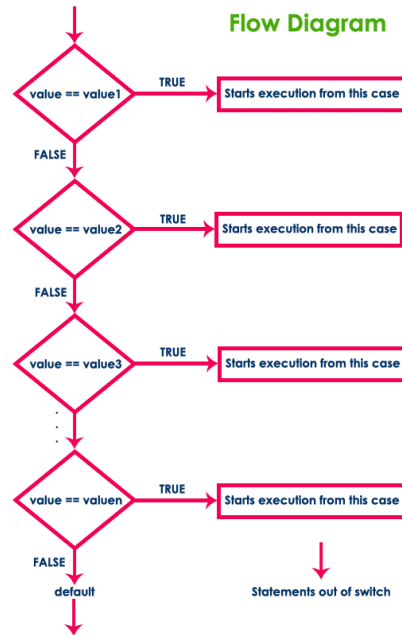 Flow Diagram
value == value1
TRUE
Starts execution from this case
FALSE
value == value2
TRUE
Starts execution from this case
FALSE
value == value3
TRUE
Starts execution from this case
.
.
.
value == valuen
TRUE
Starts execution from this case
FALSE
default
Statements out of switch